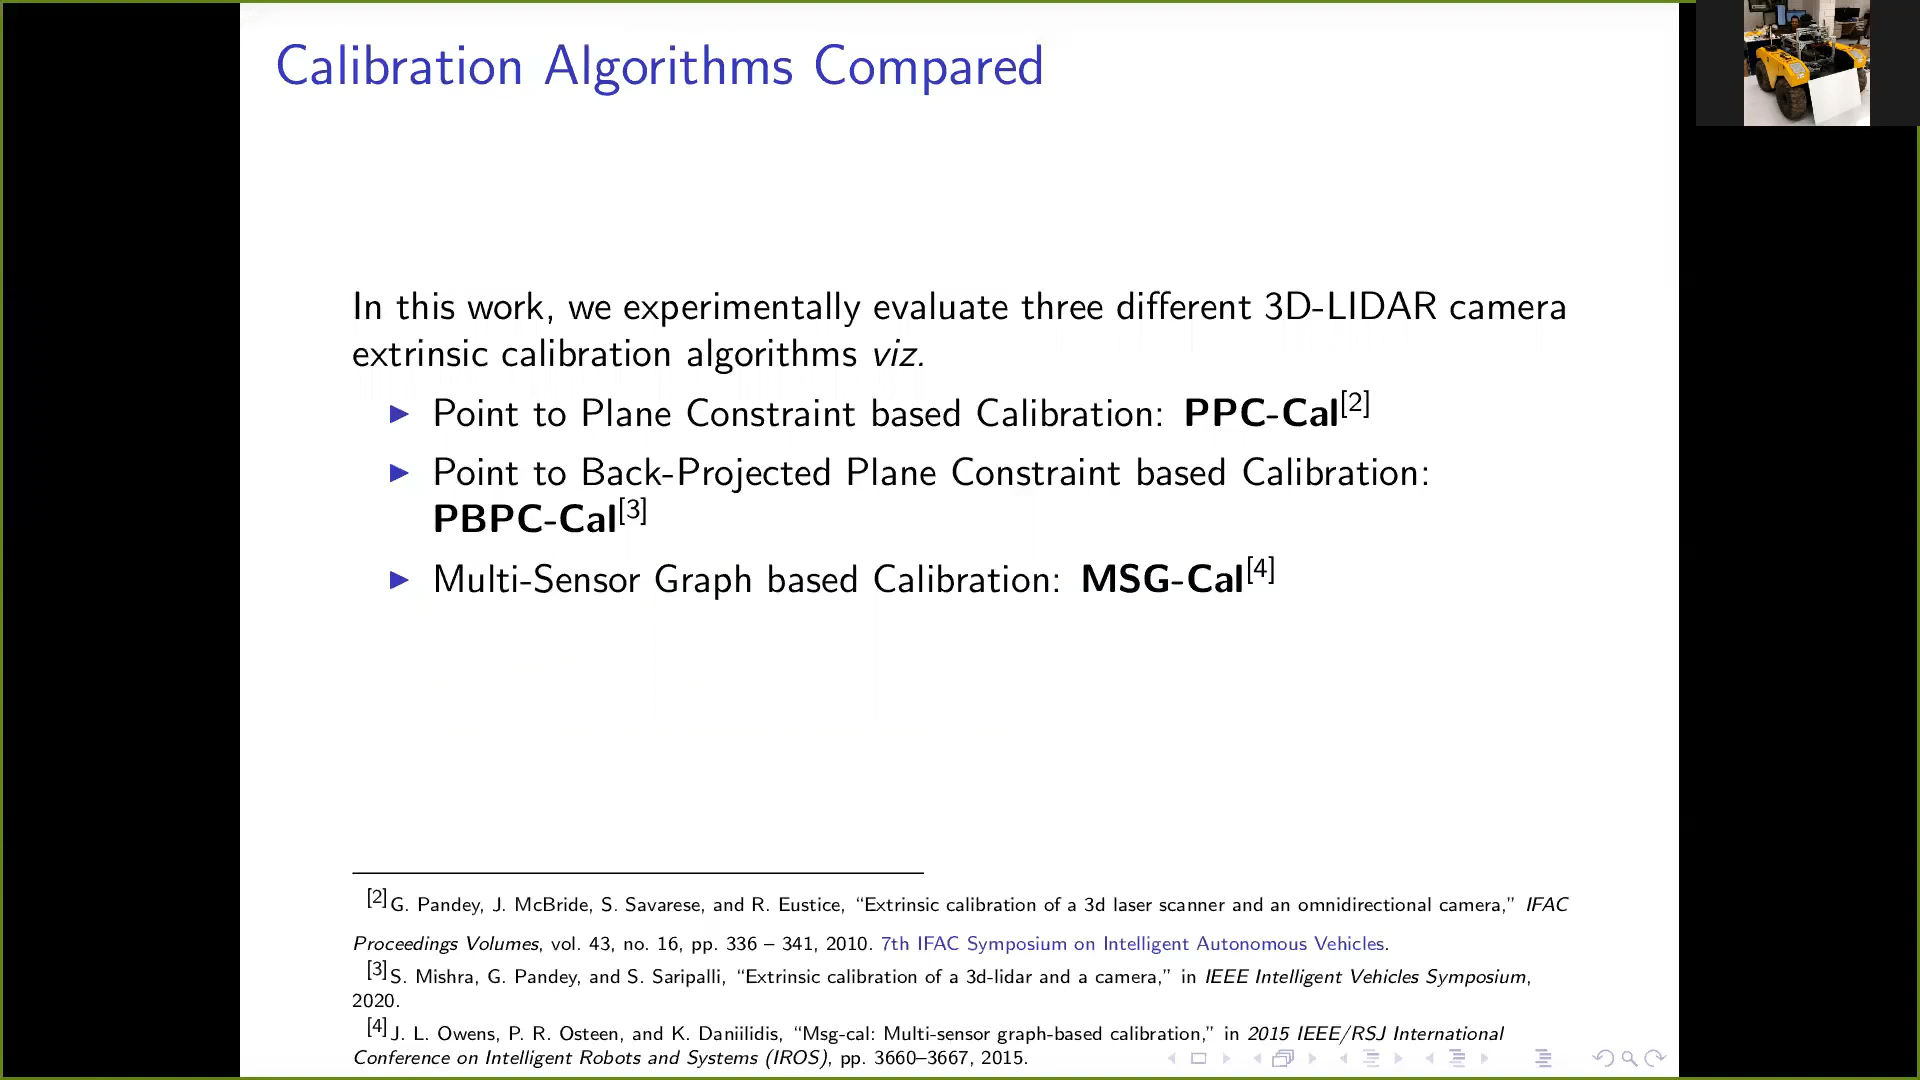 Calibration Algorithms Compared
In this work, we experimentally evaluate three different 3D-LIDAR camera
extrinsic calibration algorithms viz.
▶ Point to Plane Constraint based Calibration: PPC-Cal[2]
▶ Point to Back-Projected Plane Constraint based Calibration:
PBPC-Cal[3]
▶ Multi-Sensor Graph based Calibration: MSG-Cal[4]
[2] G. Pandey, J. McBride, S. Savarese, and R. Eustice, “Extrinsic calibration of a 3d laser scanner and an omnidirectional camera,” IFAC
Proceedings Volumes, vol. 43, no. 16, pp. 336 – 341, 2010. 7th IFAC Symposium on Intelligent Autonomous Vehicles.
[3] S. Mishra, G. Pandey, and S. Saripalli, “Extrinsic calibration of a 3d-lidar and a camera,” in IEEE Intelligent Vehicles Symposium,
2020.
[4] J. L. Owens, P. R. Osteen, and K. Daniilidis, “Msg-cal: Multi-sensor graph-based calibration,” in 2015 IEEE/RSJ International
Conference on Intelligent Robots and Systems (IROS), pp. 3660–3667, 2015.